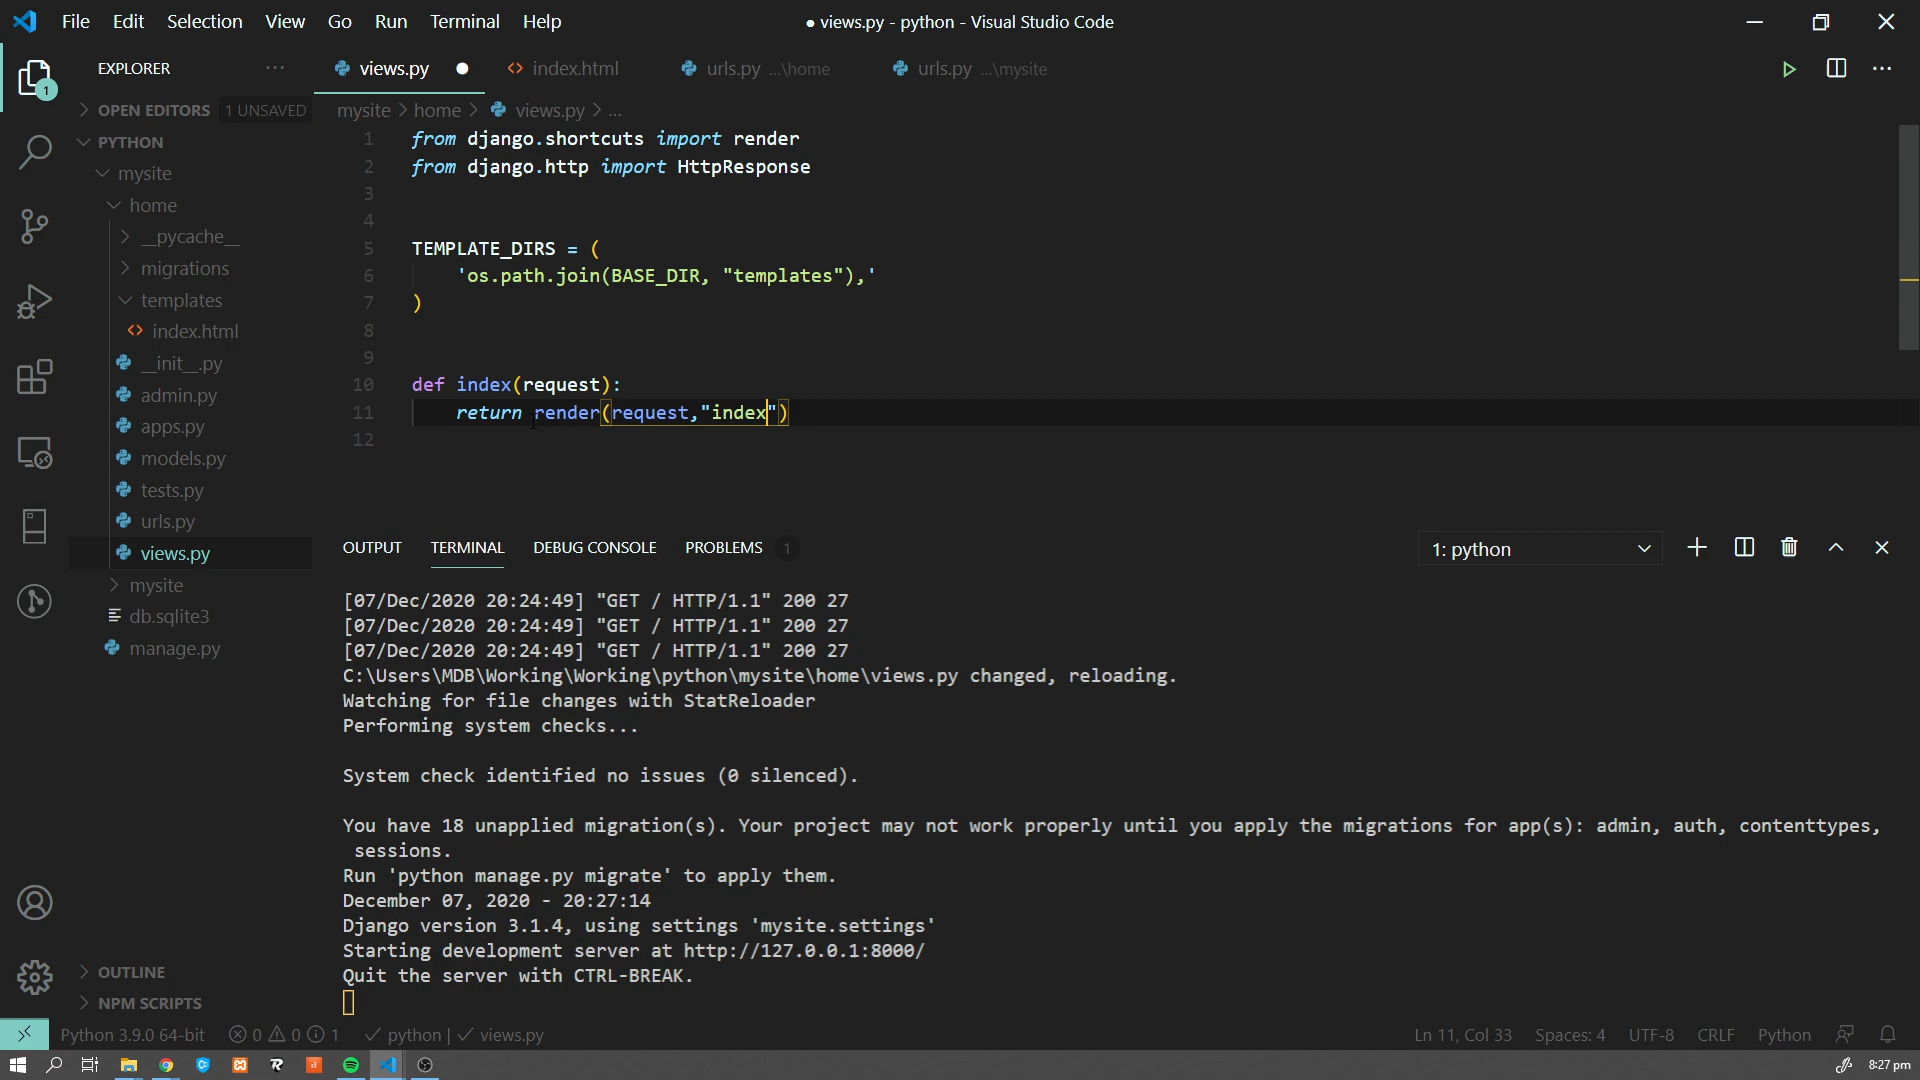 File Edit Selection View Go Run Terminal Help
● views.py - python - Visual Studio Code
EXPLORER ···
views.py ● index.html urls.py ...\home urls.py ...\mysite
1
OPEN EDITORS 1 UNSAVED
mysite > home > views.py > ...
PYTHON
mysite
home
__pycache__
migrations
templates
index.html
__init__.py
admin.py
apps.py
models.py
tests.py
urls.py
views.py
mysite
db.sqlite3
manage.py
OUTLINE
NPM SCRIPTS
1 from django.shortcuts import render
2 from django.http import HttpResponse
3
4
5 TEMPLATE_DIRS = (
6 'os.path.join(BASE_DIR, "templates"),'
7 )
8
9
10 def index(request):
11 return render(request,"index")
12
OUTPUT TERMINAL DEBUG CONSOLE PROBLEMS 1
1: python
[07/Dec/2020 20:24:49] "GET / HTTP/1.1" 200 27
[07/Dec/2020 20:24:49] "GET / HTTP/1.1" 200 27
[07/Dec/2020 20:24:49] "GET / HTTP/1.1" 200 27
C:\Users\MDB\Working\Working\python\mysite\home\views.py changed, reloading.
Watching for file changes with StatReloader
Performing system checks...
System check identified no issues (0 silenced).
You have 18 unapplied migration(s). Your project may not work properly until you apply the migrations for app(s): admin, auth, contenttypes,
sessions.
Run 'python manage.py migrate' to apply them.
December 07, 2020 - 20:27:14
Django version 3.1.4, using settings 'mysite.settings'
Starting development server at http://127.0.0.1:8000/
Quit the server with CTRL-BREAK.
Python 3.9.0 64-bit 0 0 1 python | views.py
Ln 11, Col 33 Spaces: 4 UTF-8 CRLF Python
8:27 pm